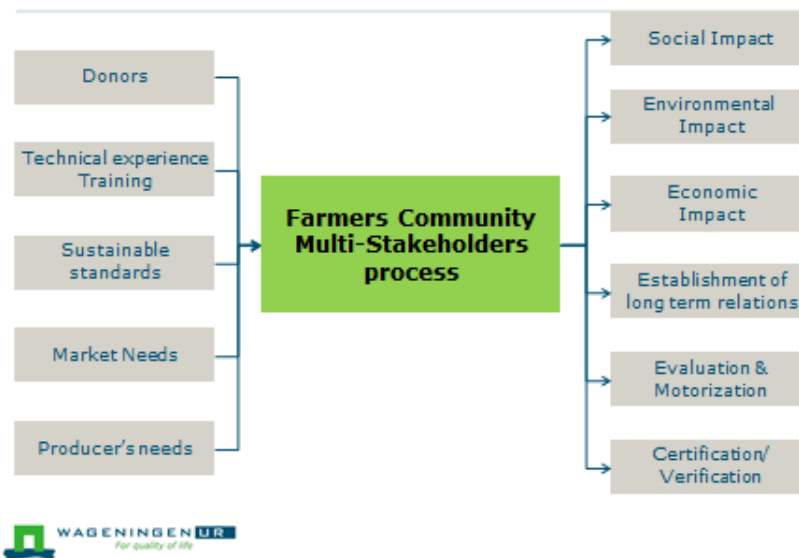 Donors
Technical experience
Training
Sustainable
standards
Market Needs
Producer's needs
Farmers Community
Multi-Stakeholders
process
Social Impact
Environmental
Impact
Economic
Impact
Establishment of
long term relations
Evaluation &
Motorization
Certification/
Verification
WAGENINGEN UR
For quality of life